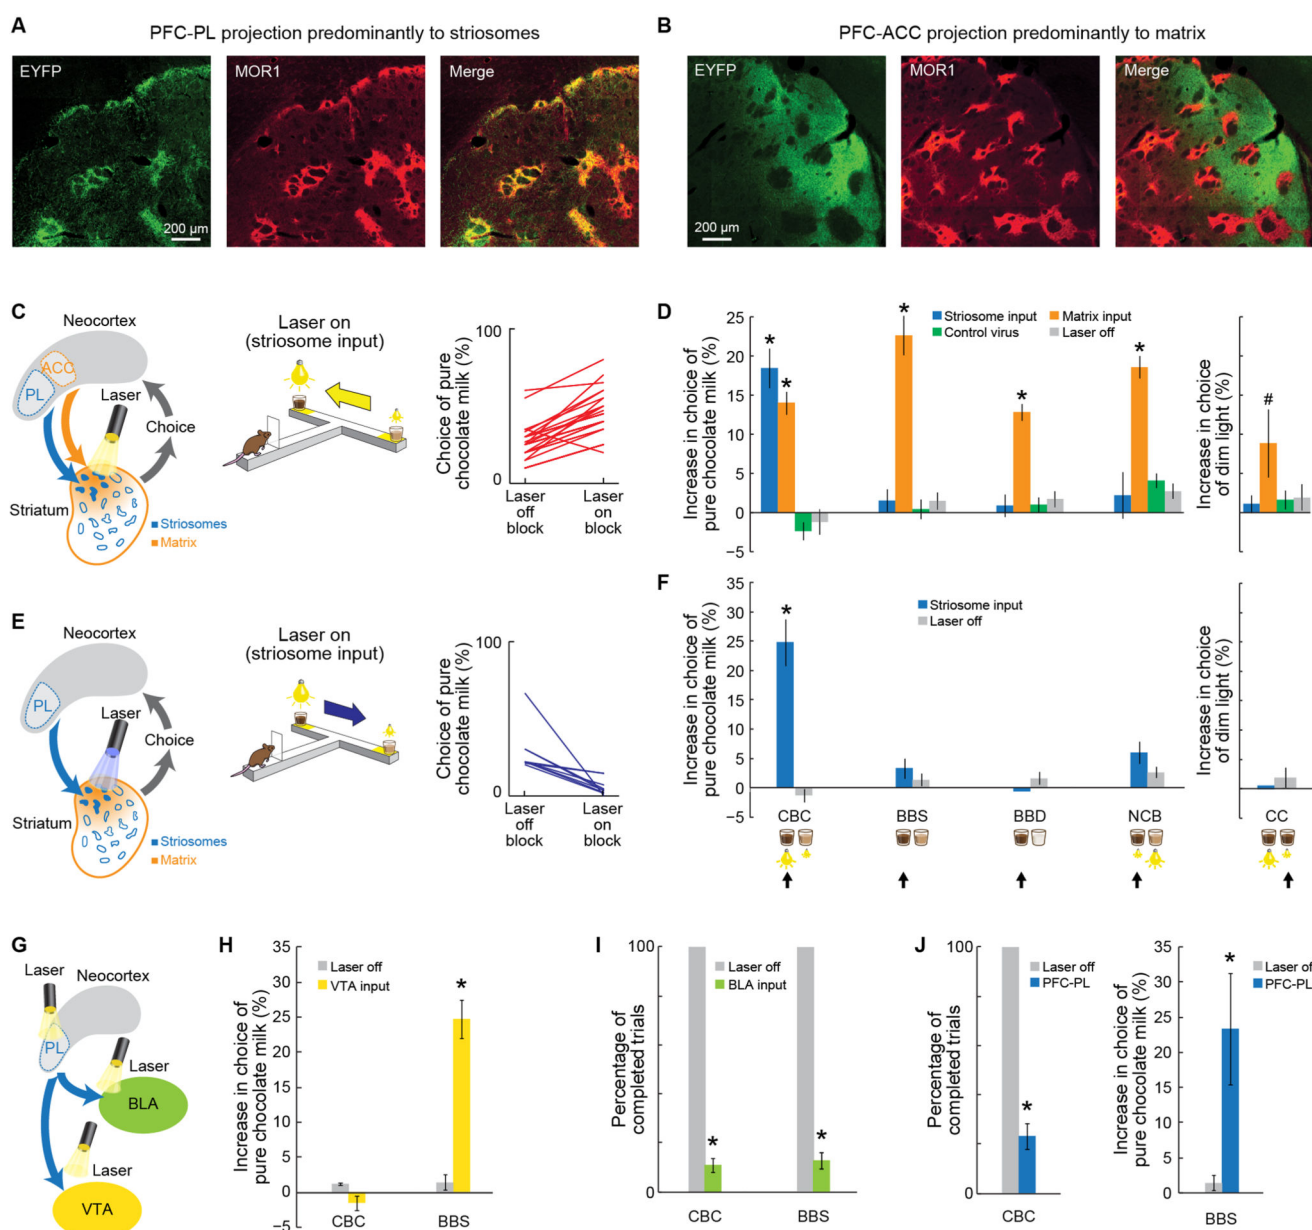 A
PFC-PL projection predominantly to striosomes
EYFP
MOR1
Merge
200 µm
B
PFC-ACC projection predominantly to matrix
EYFP
MOR1
Merge
200 µm
C
Neocortex
ACC
PL
Laser
Choice
Striatum
Striosomes
Matrix
Laser on
(striosome input)
Choice of pure
chocolate milk (%)
100
0
Laser
off
block
Laser
on
block
D
Increase in choice of
pure chocolate milk (%)
25
20
15
10
5
0
−5
Striosome input
Matrix input
Control virus
Laser off
*
*
*
*
*
Increase in choice
of dim light (%)
#
E
Neocortex
PL
Laser
Choice
Striatum
Striosomes
Matrix
Laser on
(striosome input)
Choice of pure
chocolate milk (%)
100
0
Laser
off
block
Laser
on
block
F
Increase in choice of
pure chocolate milk (%)
35
30
25
20
15
10
5
0
−5
Striosome input
Laser off
*
CBC
BBS
BBD
NCB
Increase in choice
of dim light (%)
CC
G
Laser
Neocortex
PL
Laser
BLA
Laser
VTA
H
Increase in choice of
pure chocolate milk (%)
35
30
25
20
15
10
5
0
−5
Laser off
VTA input
*
CBC
BBS
I
Percentage of
completed trials
100
0
Laser off
BLA input
*
*
CBC
BBS
J
Percentage of
completed trials
100
0
Laser off
PFC-PL
*
CBC
Increase in choice of
pure chocolate milk (%)
35
30
25
20
15
10
5
0
Laser of
PFC-PL
*
BBS